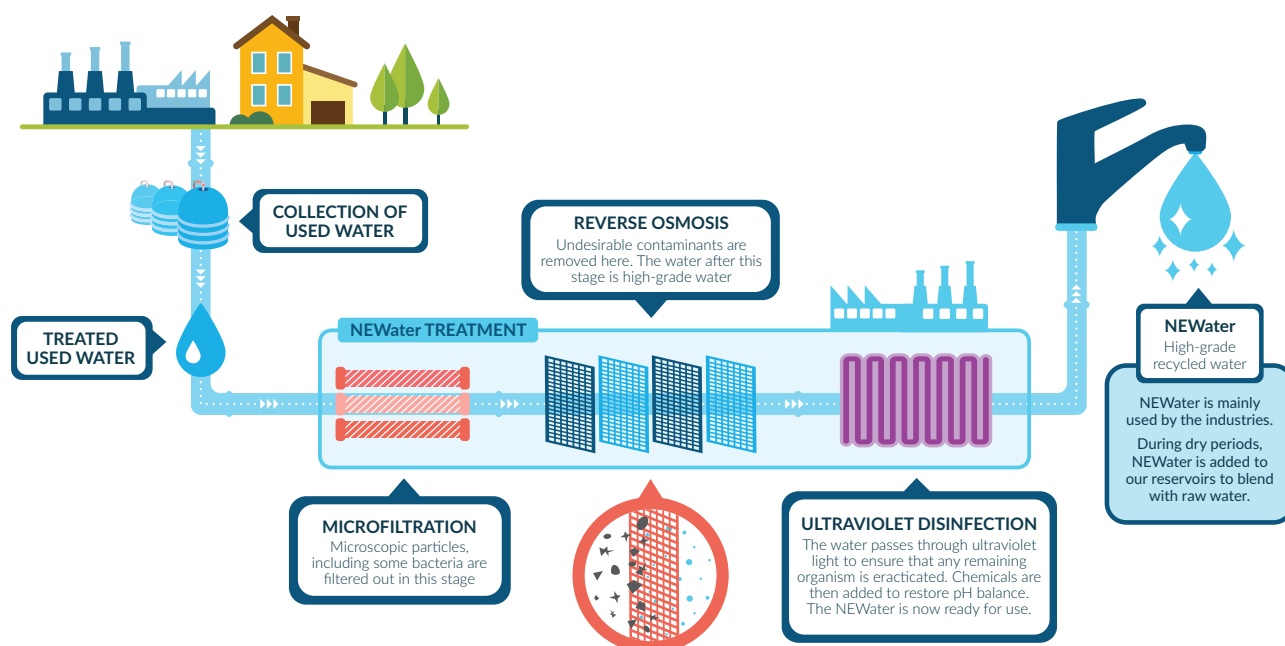 COLLECTION OF
USED WATER
TREATED
USED WATER
NEWater TREATMENT
REVERSE OSMOSIS
Undesirable contaminants are
removed here. The water after this
stage is high-grade water
MICROFILTRATION
Microscopic particles,
including some bacteria are
filtered out in this stage
ULTRAVIOLET DISINFECTION
The water passes through ultraviolet
light to ensure that any remaining
organism is eracticated. Chemicals are
then added to restore pH balance.
The NEWater is now ready for use.
NEWater
High-grade
recycled water
NEWater is mainly
used by the industries.
During dry periods,
NEWater is added to
our reservoirs to blend
with raw water.